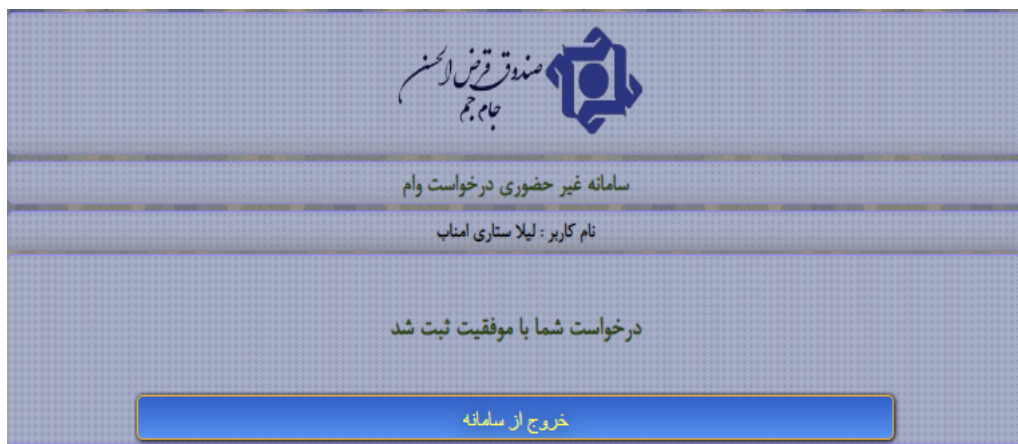 صندوق قرض الحسن
جام جم
سامانه غیر حضوری درخواست وام
نام کاربر : لیلا ستاری امناب
درخواست شما با موفقیت ثبت شد
خروج از سامانه